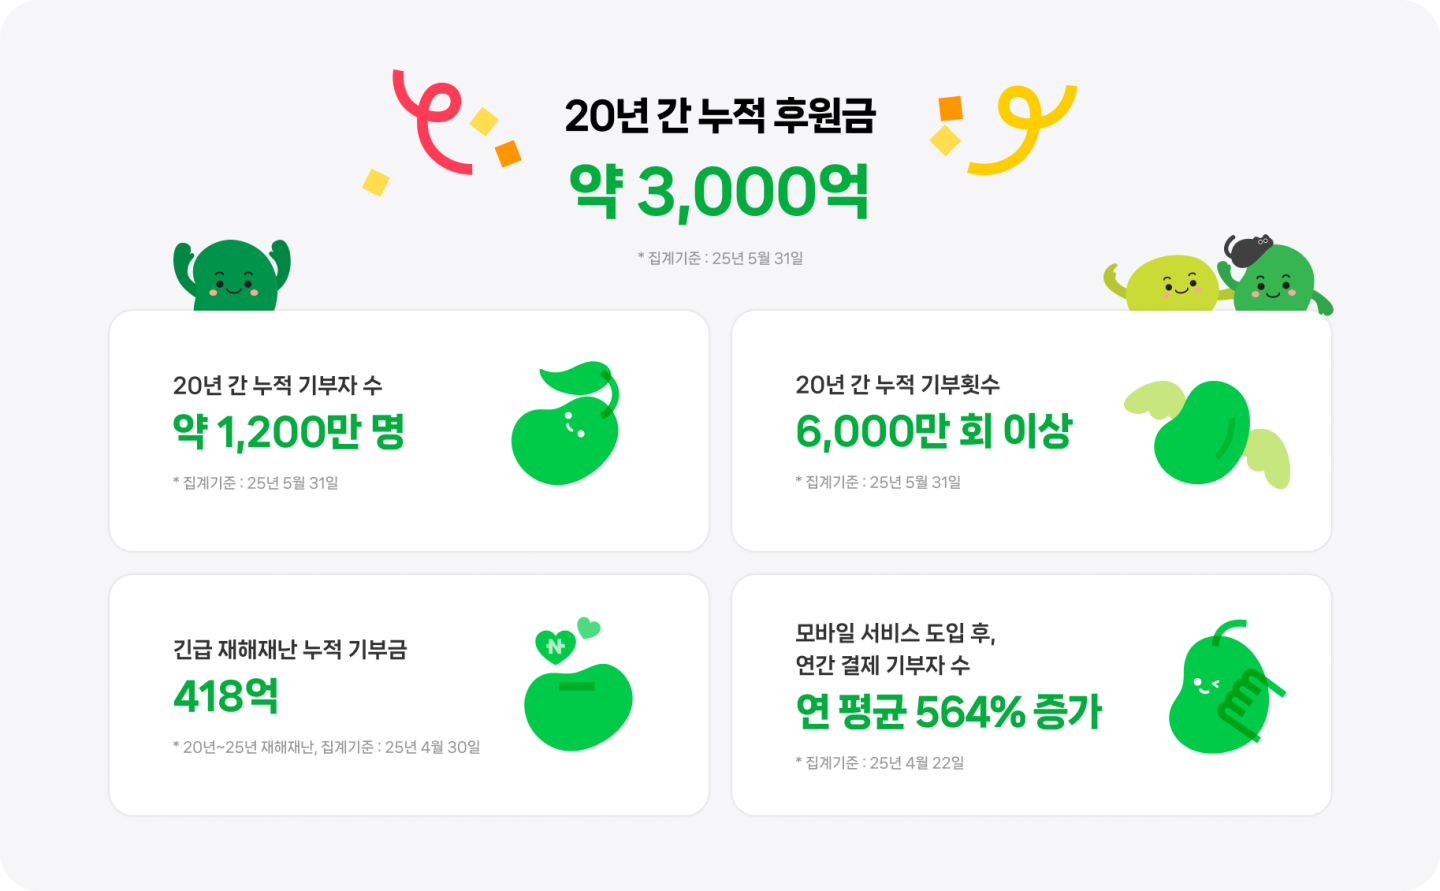 20년 간 누적 후원금
약 3,000억
* 집계기준 : 25년 5월 31일
20년 간 누적 기부자 수
약 1,200만 명
* 집계기준 : 25년 5월 31일
20년 간 누적 기부횟수
6,000만 회 이상
* 집계기준 : 25년 5월 31일
긴급 재해재난 누적 기부금
418억
* 20년~25년 재해재난, 집계기준 : 25년 4월 30일
모바일 서비스 도입 후,
연간 결제 기부자 수
연 평균 564% 증가
* 집계기준 : 25년 4월 22일